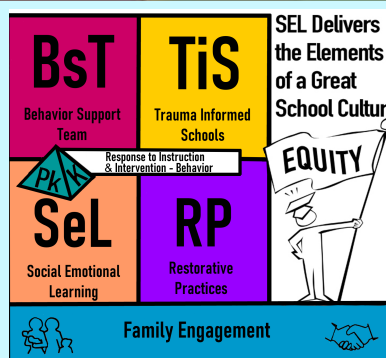 BsT
Behavior Support
Team
TiS
Trauma Informed
Schools
SEL Delivers
the Elements
of a Great
School Cultur
EQUITY
Response to Instruction
& Intervention - Behavior
Pk K
SeL
Social Emotional
Learning
RP
Restorative
Practices
Family Engagement